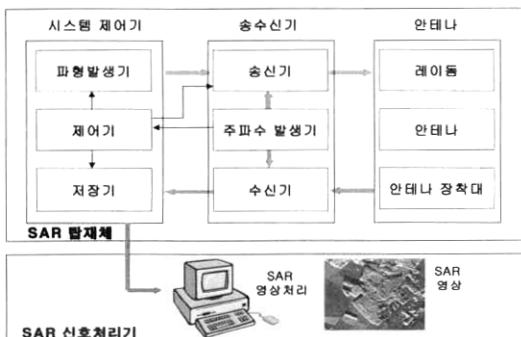 시스템 제어기 송수신기 안테나
파형발생기 송신기 레이돔
제어기 주파수 발생기 안테나
저장기 수신기 안테나 장착대
SAR 탑재체
SAR
영상처리
SAR
영상
SAR 신호처리기